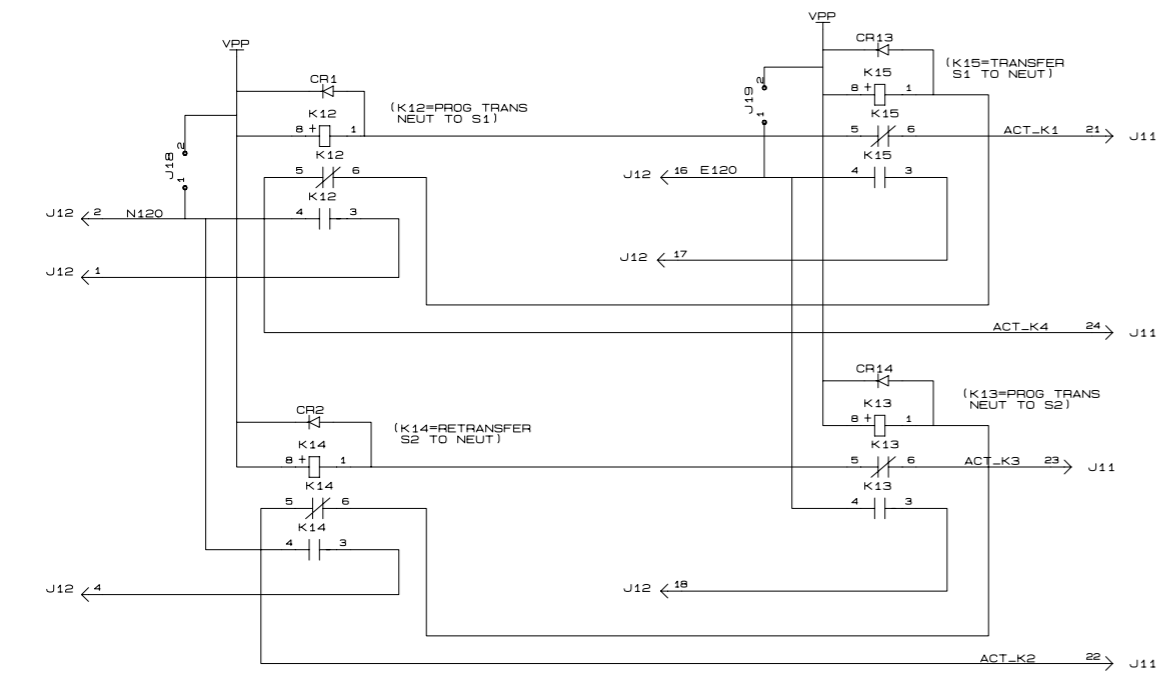 VPP
CR1
K12
8 + 1
(K12=PROG TRANS
NEUT TO S1)
K12
5 6
K12
4 3
J18
2
1
J12 2 N120
J12 1
VPP
CR13
K15
8 + 1
(K15=TRANSFER
S1 TO NEUT)
J19
2
1
K15
5 6 ACT_K1 21 J11
K15
J12 16 E120 4 3
J12 17
ACT_K4 24 J11
CR2
K14
8 + 1
(K14=RETRANSFER
S2 TO NEUT)
K14
5 6
K14
4 3
J12 4
CR14
K13
8 + 1
(K13=PROG TRANS
NEUT TO S2)
K13
5 6 ACT_K3 23 J11
K13
4 3
J12 18
ACT_K2 22 J11